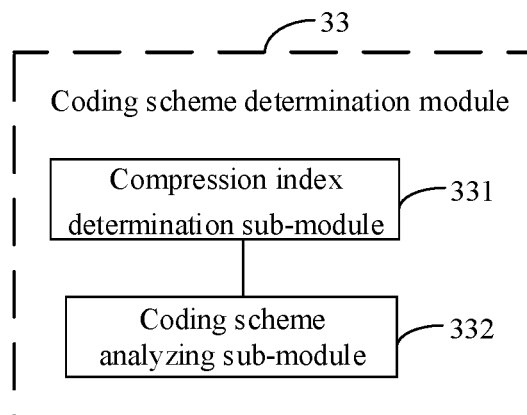 33
Coding scheme determination module
Compression index
determination sub-module
331
Coding scheme
analyzing sub-module
332